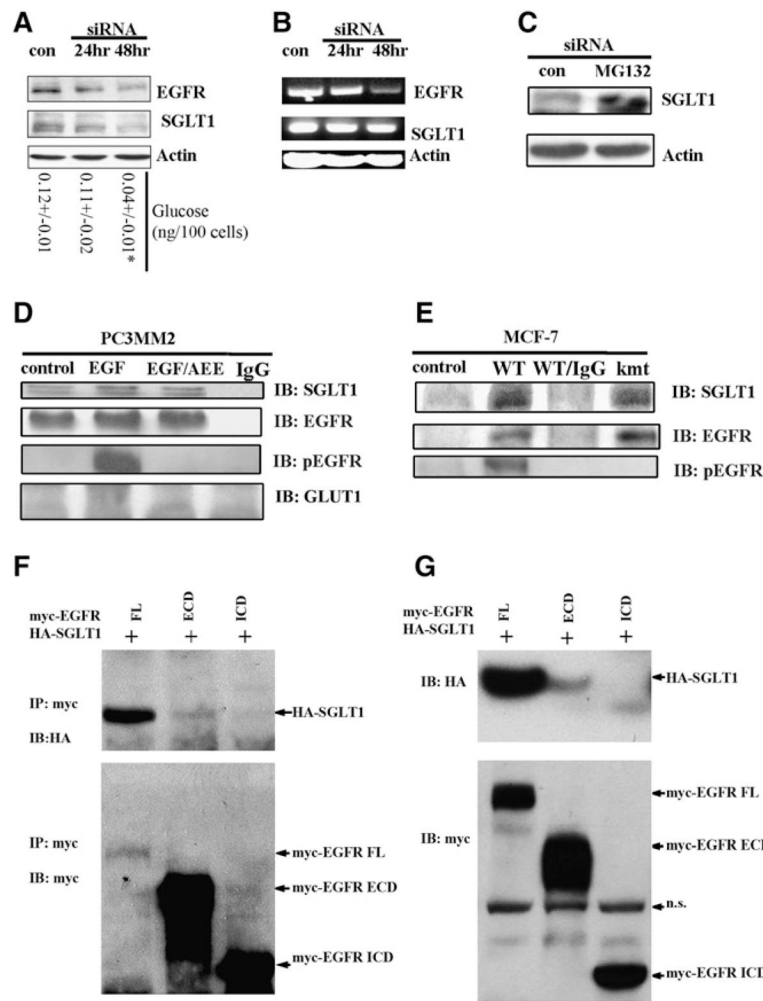 A
siRNA
con 24hr 48hr
EGFR
SGLT1
Actin
0.12+/-0.01
0.11+/-0.02
0.04+/-0.01*
Glucose
(ng/100 cells)
B
siRNA
con 24hr 48hr
EGFR
SGLT1
Actin
C
siRNA
con MG132
SGLT1
Actin
D
PC3MM2
control EGF EGF/AEE IgG
IB: SGLT1
IB: EGFR
IB: pEGFR
IB: GLUT1
E
MCF-7
control WT WT/IgG kmt
IB: SGLT1
IB: EGFR
IB: pEGFR
F
myc-EGFR FL ECD ICD
HA-SGLT1 + + +
IP: myc
IB:HA
HA-SGLT1
IP: myc
IB: myc
myc-EGFR FL
myc-EGFR ECD
myc-EGFR ICD
G
myc-EGFR FL ECD ICD
HA-SGLT1 + + +
IB: HA
HA-SGLT1
IB: myc
myc-EGFR FL
myc-EGFR ECD
n.s.
myc-EGFR ICD